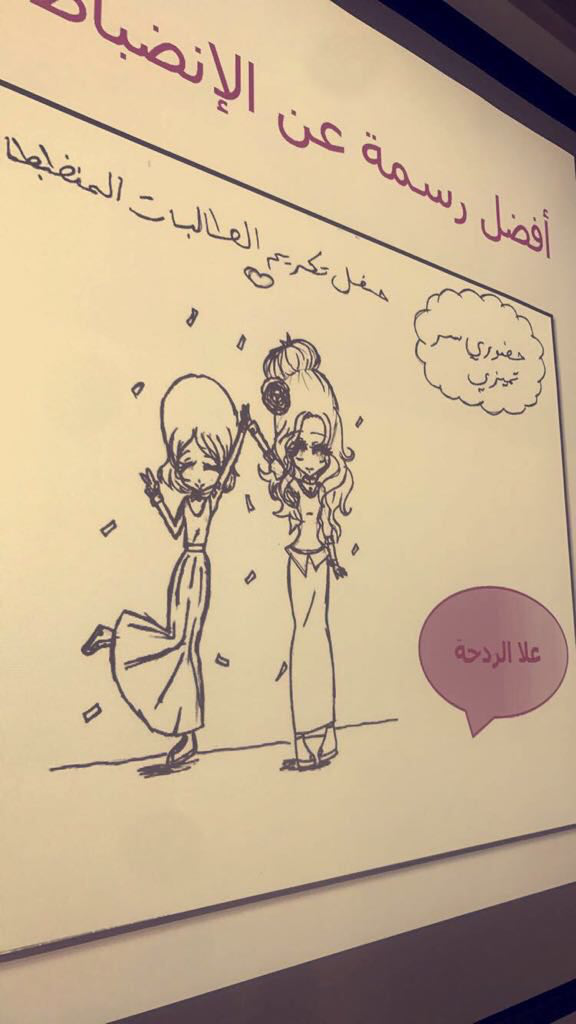 أفضل رسمة عن الإنضباط
حفل تكريم الطالبات المنضبطا
حضوري سر
تميزي
علا الردحة